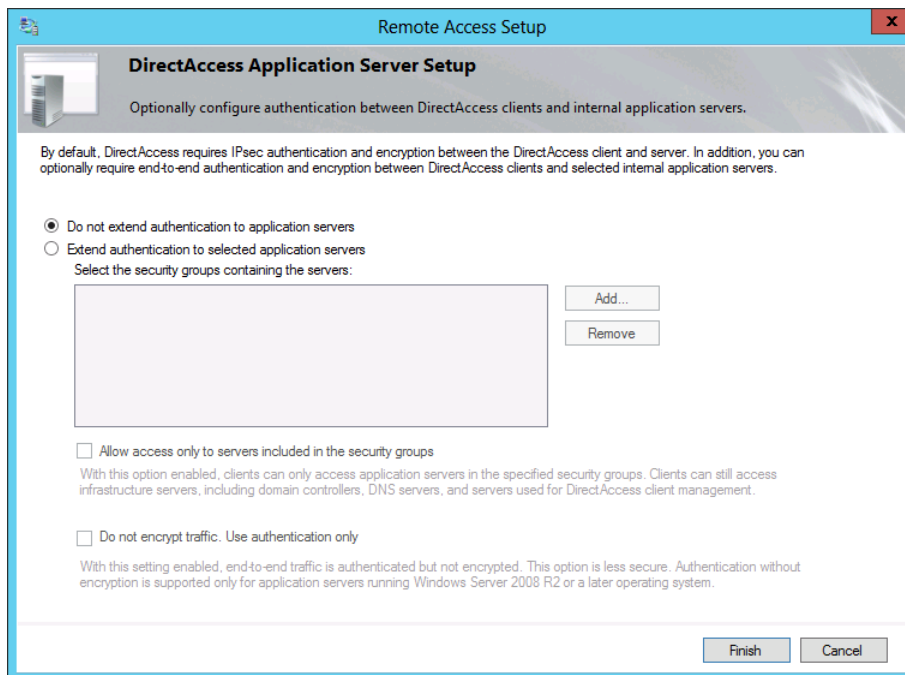 Remote Access Setup
x
DirectAccess Application Server Setup
Optionally configure authentication between DirectAccess clients and internal application servers.
By default, DirectAccess requires IPsec authentication and encryption between the DirectAccess client and server. In addition, you can
optionally require end-to-end authentication and encryption between DirectAccess clients and selected internal application servers.
Do not extend authentication to application servers
Extend authentication to selected application servers
Select the security groups containing the servers:
Add...
Remove
Allow access only to servers included in the security groups
With this option enabled, clients can only access application servers in the specified security groups. Clients can still access
infrastructure servers, including domain controllers, DNS servers, and servers used for DirectAccess client management.
Do not encrypt traffic. Use authentication only
With this setting enabled, end-to-end traffic is authenticated but not encrypted. This option is less secure. Authentication without
encryption is supported only for application servers running Windows Server 2008 R2 or a later operating system.
Finish
Cancel